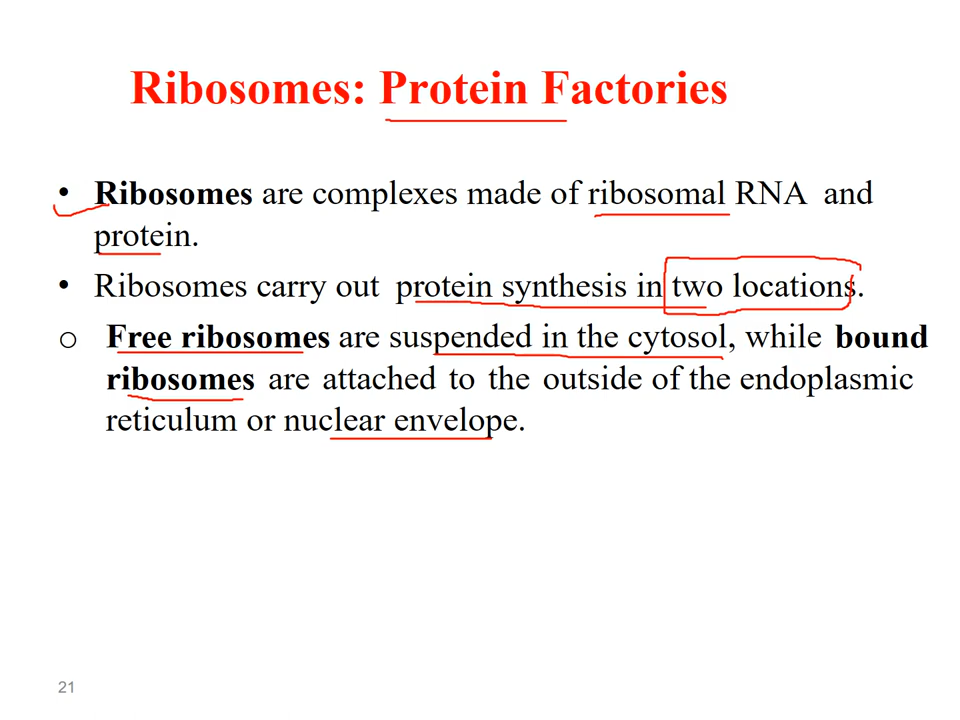 Ribosomes: Protein Factories
• Ribosomes are complexes made of ribosomal RNA and
protein.
• Ribosomes carry out protein synthesis in two locations.
o Free ribosomes are suspended in the cytosol, while bound
ribosomes are attached to the outside of the endoplasmic
reticulum or nuclear envelope.
21